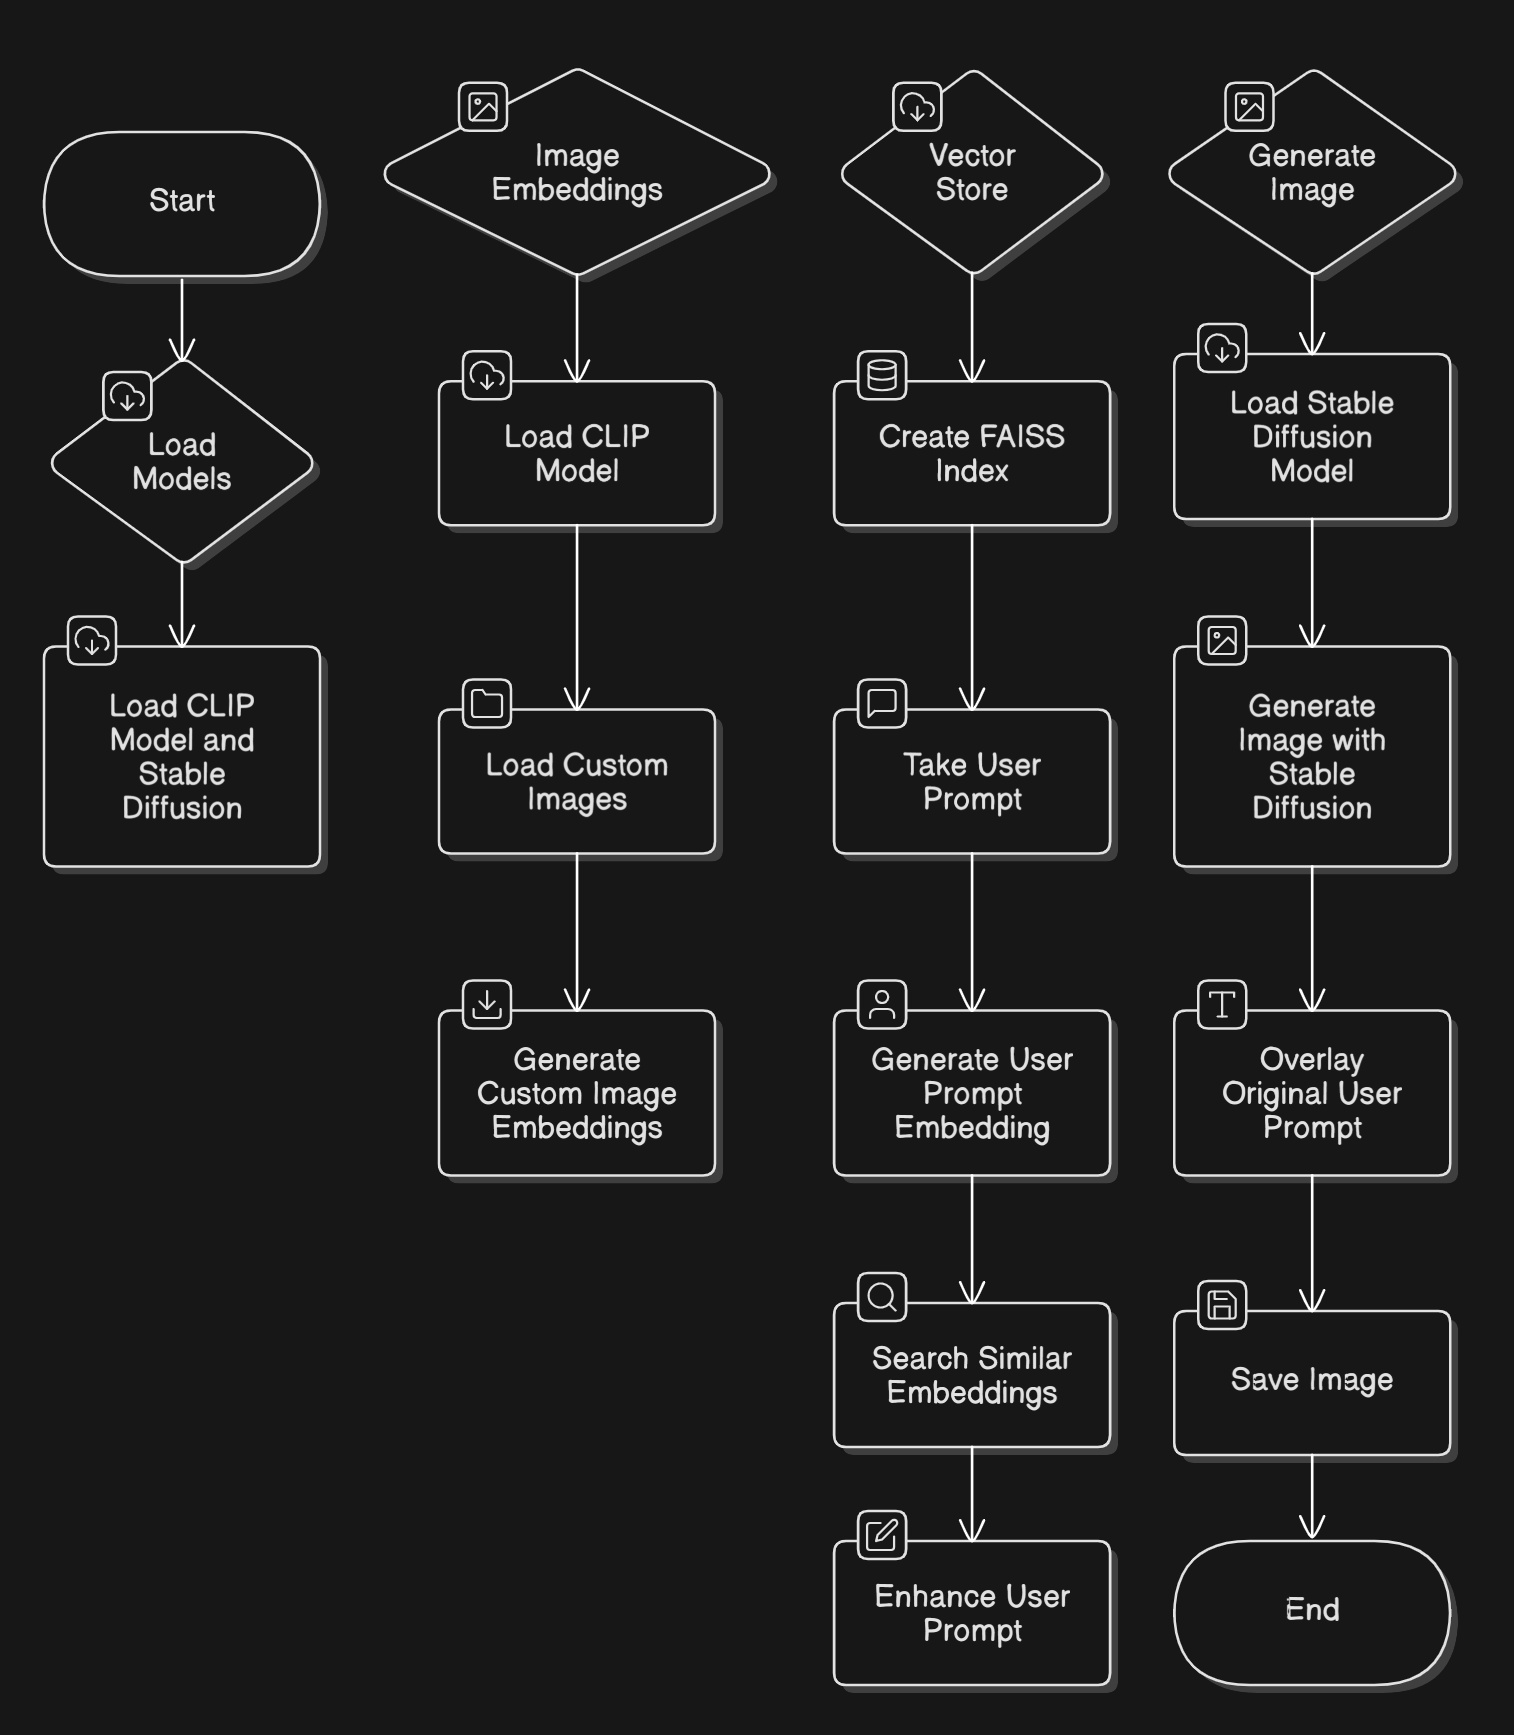 Start
Load
Models
Load CLIP
Model and
Stable
Diffusion
Image
Embeddings
Load CLIP
Model
Load Custom
Images
Generate
Custom Image
Embeddings
Vector
Store
Create FAISS
Index
Take User
Prompt
Generate User
Prompt
Embedding
Search Similar
Embeddings
Enhance User
Prompt
Generate
Image
Load Stable
Diffusion
Model
Generate
Image with
Stable
Diffusion
Overlay
Original User
Prompt
Save Image
End